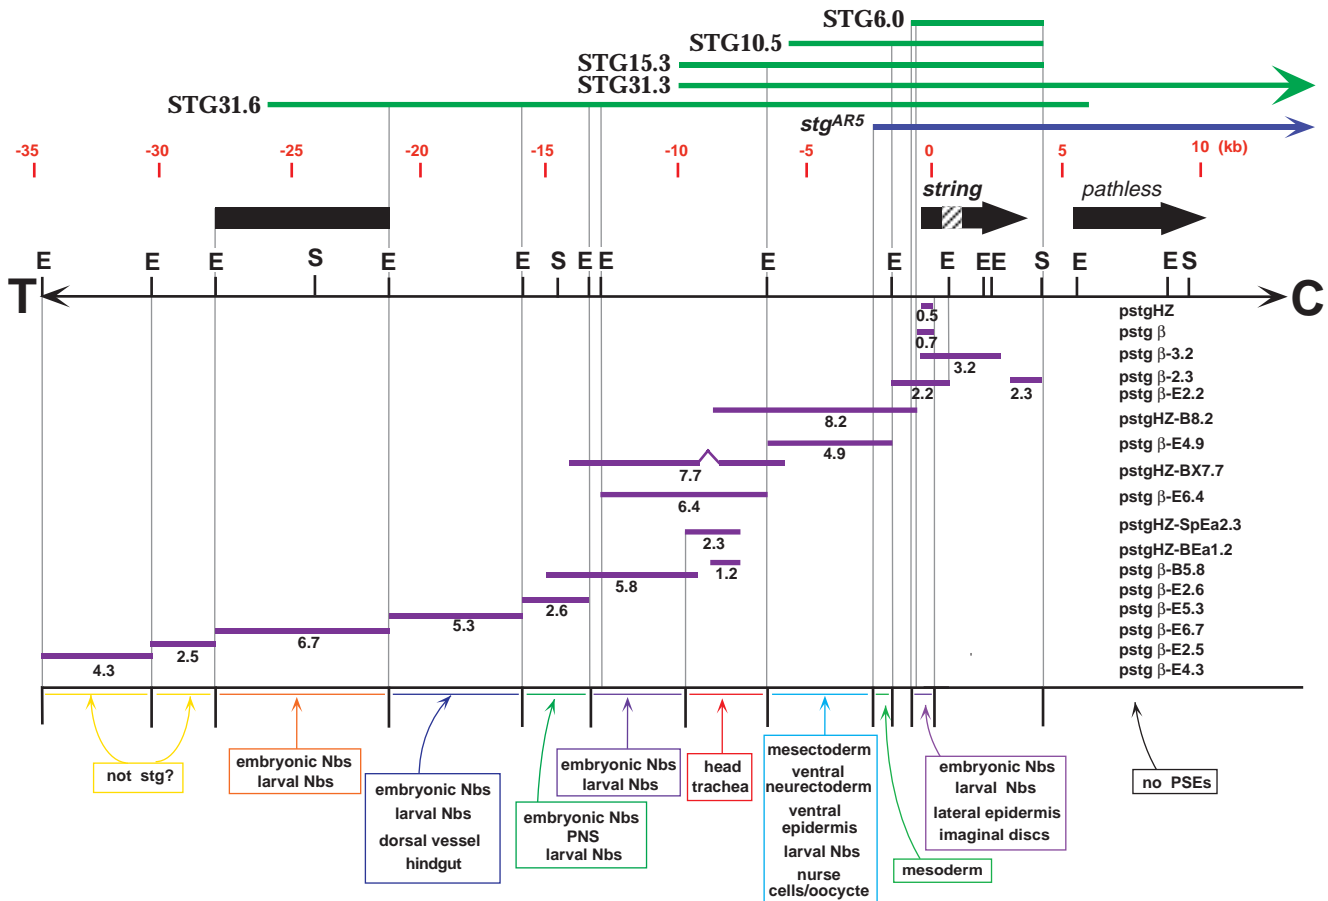 STG6.0
STG10.5
STG15.3
STG31.3
STG31.6
stgAR5
-35 -30 -25 -20 -15 -10 -5 0 5 10 (kb)
string pathless
E E E S E E S E E E E E E E S E E S
T C
pstgHZ
0.5
pstg β
0.7
pstg β-3.2
3.2
pstg β-2.3
2.2 2.3
pstg β-E2.2
8.2
pstgHZ-B8.2
4.9
pstg β-E4.9
7.7
pstgHZ-BX7.7
6.4
pstg β-E6.4
2.3
pstgHZ-SpEa2.3
1.2
pstgHZ-BEa1.2
5.8
pstg β-B5.8
2.6
pstg β-E2.6
5.3
pstg β-E5.3
6.7
pstg β-E6.7
2.5
pstg β-E2.5
4.3
pstg β-E4.3
not stg?
embryonic Nbs
larval Nbs
embryonic Nbs
larval Nbs
dorsal vessel
hindgut
embryonic Nbs
PNS
larval Nbs
embryonic Nbs
larval Nbs
head
trachea
mesectoderm
ventral
neurectoderm
ventral
epidermis
larval Nbs
nurse
cells/oocyte
mesoderm
embryonic Nbs
larval Nbs
lateral epidermis
imaginal discs
no PSEs